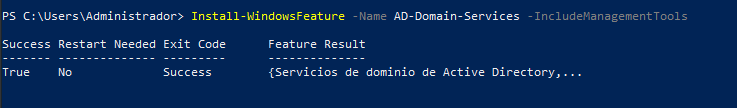 PS C:\Users\Administrador> Install-WindowsFeature -Name AD-Domain-Services -IncludeManagementTools
Success Restart Needed Exit Code      Feature Result
------- -------------- ---------      --------------
True    No             Success        {Servicios de dominio de Active Directory,...